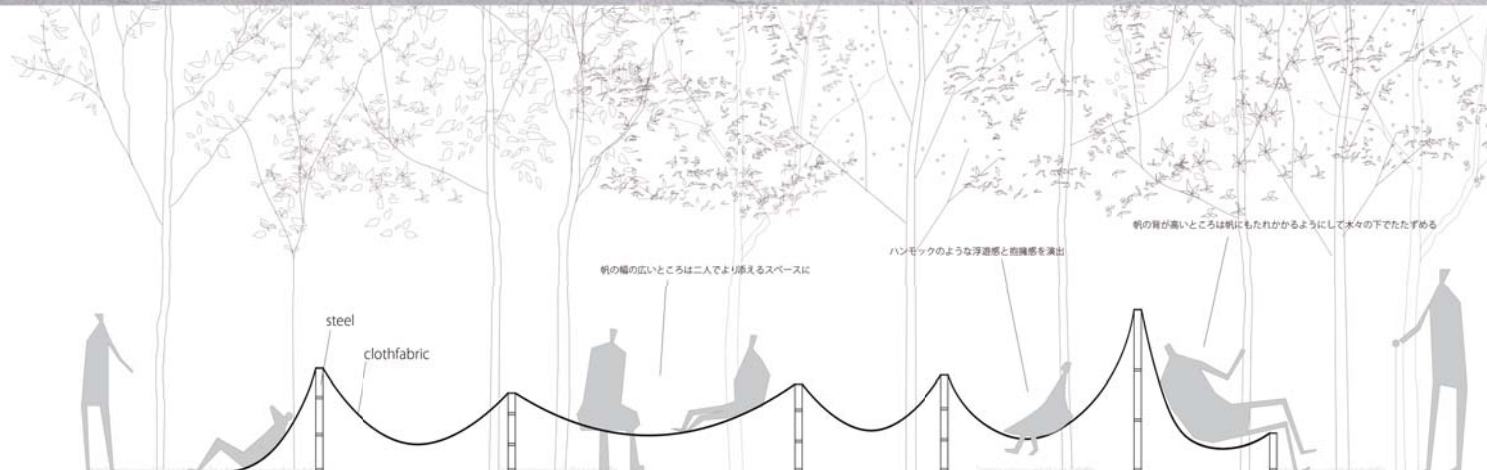 帆の背が高いところは帆にもたれかかるようにして木々の下でたたずめる
ハンモックのような浮遊感と抱擁感を演出
帆の幅の広いところは二人でより添えるスペースに
steel
clothfabric